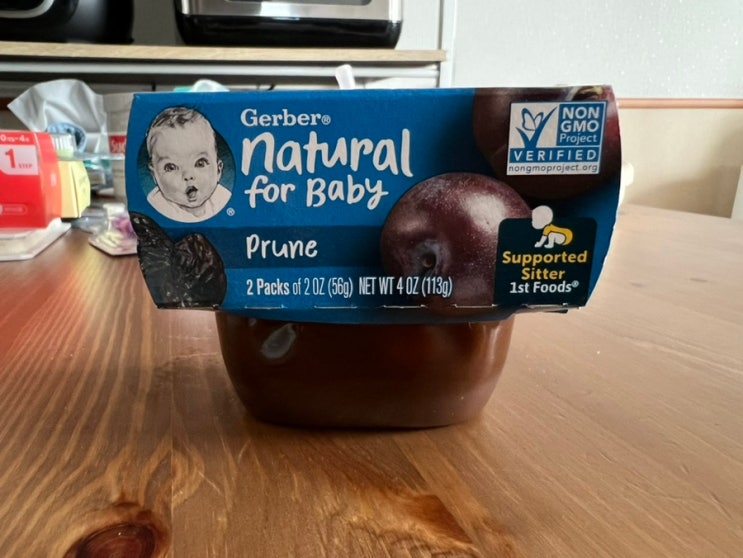 Gerber®
Natural
for Baby
Prune
2 Packs of 2 OZ (56g) NET WT 4 OZ (113g)
NON
GMO
Project
VERIFIED
nongmoproject.org
Supported
Sitter
1st Foods®
1
STEP